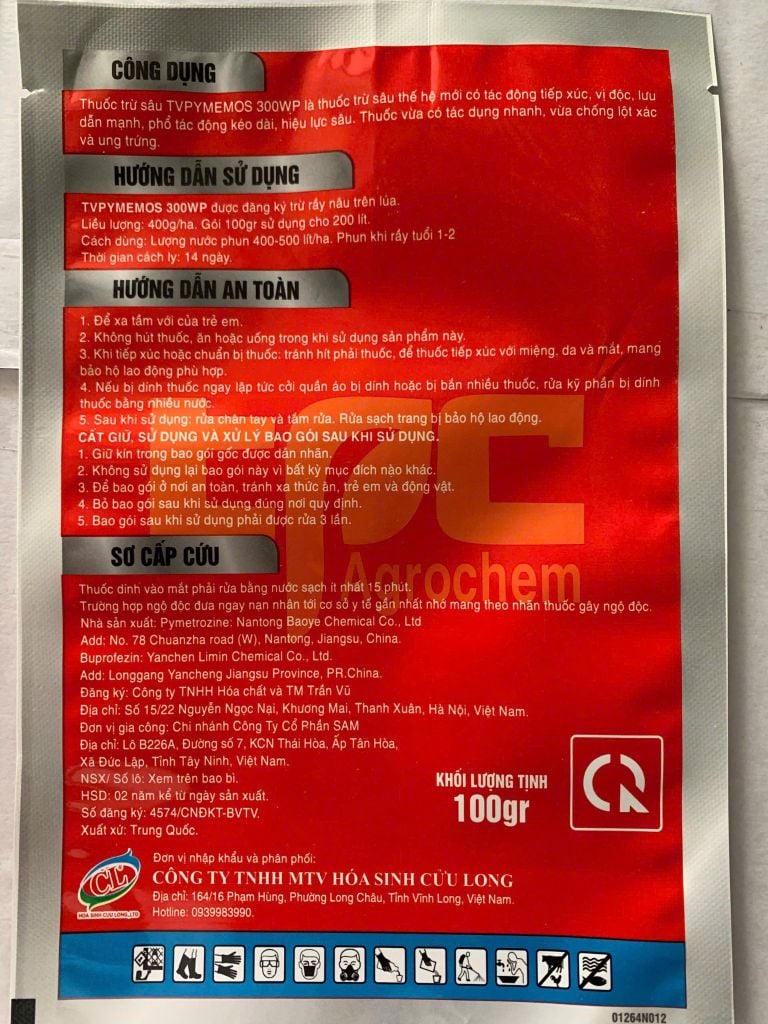 CÔNG DỤNG
Thuốc trừ sâu TVPYMEMOS 300WP là thuốc trừ sâu thế hệ mới có tác động tiếp xúc, vị độc, lưu
dẫn mạnh, phổ tác động kéo dài, hiệu lực sâu. Thuốc vừa có tác dụng nhanh, vừa chống lột xác
và ung trứng.
HƯỚNG DẪN SỬ DỤNG
TVPYMEMOS 300WP được đăng ký trừ rầy nâu trên lúa.
Liều lượng: 400g/ha. Gói 100gr sử dụng cho 200 lít.
Cách dùng: Lượng nước phun 400-500 lít/ha. Phun khi rầy tuổi 1-2
Thời gian cách ly: 14 ngày.
HƯỚNG DẪN AN TOÀN
1. Để xa tầm với của trẻ em.
2. Không hút thuốc, ăn hoặc uống trong khi sử dụng sản phẩm này.
3. Khi tiếp xúc hoặc chuẩn bị thuốc: tránh hít phải thuốc, để thuốc tiếp xúc với miệng, da và mắt, mang
bảo hộ lao động phù hợp.
4. Nếu bị dính thuốc ngay lập tức cởi quần áo bị dính hoặc bị bắn nhiều thuốc, rửa kỹ phần bị dính
thuốc bằng nhiều nước.
5. Sau khi sử dụng: rửa chân tay và tắm rửa. Rửa sạch trang bị bảo hộ lao động.
CẤT GIỮ, SỬ DỤNG VÀ XỬ LÝ BAO GÓI SAU KHI SỬ DỤNG.
1. Giữ kín trong bao gói gốc được dán nhãn.
2. Không sử dụng lại bao gói này vì bất kỳ mục đích nào khác.
3. Để bao gói ở nơi an toàn, tránh xa thức ăn, trẻ em và động vật.
4. Bỏ bao gói sau khi sử dụng đúng nơi quy định.
5. Bao gói sau khi sử dụng phải được rửa 3 lần.
Agrochem
SƠ CẤP CỨU
Thuốc dính vào mắt phải rửa bằng nước sạch ít nhất 15 phút.
Trường hợp ngộ độc đưa ngay nạn nhân tới cơ sở y tế gần nhất nhớ mang theo nhãn thuốc gây ngộ độc.
Nhà sản xuất: Pymetrozine: Nantong Baoye Chemical Co., Ltd
Add: No. 78 Chuanzha road (W), Nantong, Jiangsu, China.
Buprofezin: Yanchen Limin Chemical Co., Ltd.
Add: Longgang Yancheng Jiangsu Province, PR.China.
Đăng ký: Công ty TNHH Hóa chất và TM Trần Vũ
Địa chỉ: Số 15/22 Nguyễn Ngọc Nại, Khương Mai, Thanh Xuân, Hà Nội, Việt Nam.
Đơn vị gia công: Chi nhánh Công Ty Cổ Phần SAM
Địa chỉ: Lô B226A, Đường số 7, KCN Thái Hòa, Ấp Tân Hòa,
Xã Đức Lập, Tỉnh Tây Ninh, Việt Nam.
NSX/ Số lô: Xem trên bao bì.
HSD: 02 năm kể từ ngày sản xuất.
Số đăng ký: 4574/CNĐKT-BVTV.
Xuất xứ: Trung Quốc.
KHỐI LƯỢNG TỊNH
100gr
CL
HOA SINH CUU LONG.,LTD
Đơn vị nhập khẩu và phân phối:
CÔNG TY TNHH MTV HÓA SINH CỬU LONG
Địa chỉ: 164/16 Phạm Hùng, Phường Long Châu, Tỉnh Vĩnh Long, Việt Nam.
Hotline: 0939983990.
01264N012